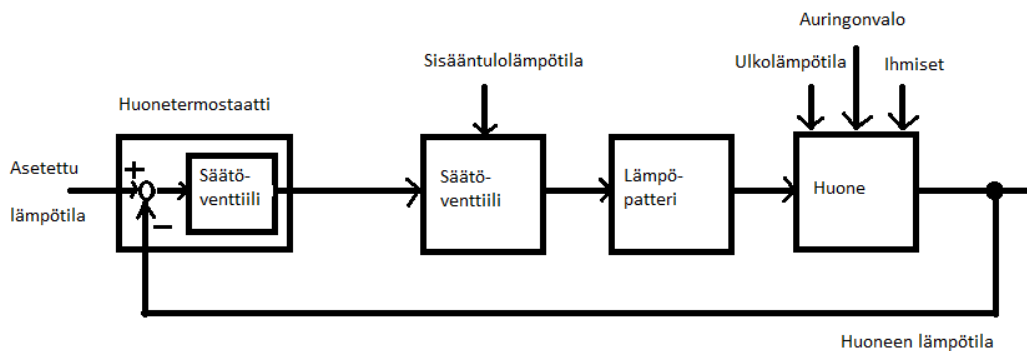 Auringonvalo
Sisääntulolämpötila
Ulkolämpötila
Ihmiset
Huonetermostaatti
Asetettu
lämpötila
+
−
Säätö-
venttiili
Säätö-
venttiili
Lämpö-
patteri
Huone
Huoneen lämpötila